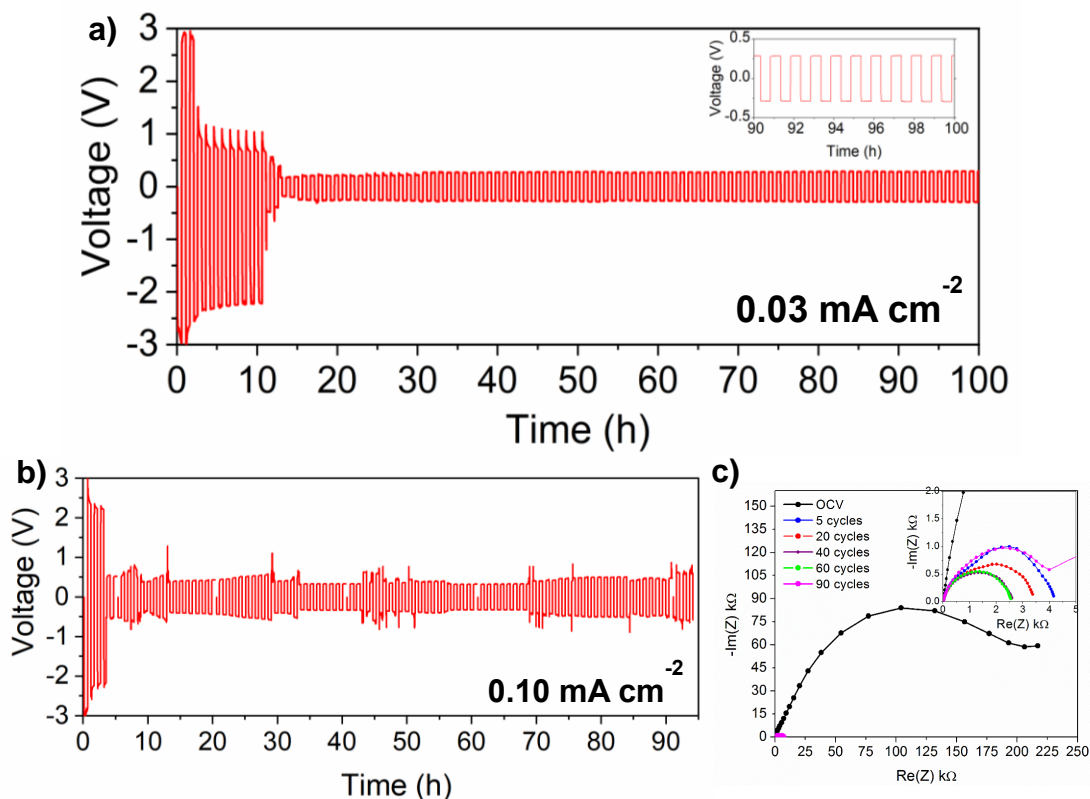 a)
Voltage (V)
3
2
1
0
-1
-2
-3
0 10 20 30 40 50 60 70 80 90 100
Time (h)
0.03 mA cm-2
Voltage (V)
0.5
0.0
-0.5
90 92 94 96 98 100
Time (h)
b)
Voltage (V)
3
2
1
0
-1
-2
-3
0 10 20 30 40 50 60 70 80 90
Time (h)
0.10 mA cm-2
c)
-Im(Z) kΩ
150
135
120
105
90
75
60
45
30
15
0
0 25 50 75 100 125 150 175 200 225 250
Re(Z) kΩ
OCV
5 cycles
20 cycles
40 cycles
60 cycles
90 cycles
-Im(Z) kΩ
2.0
1.5
1.0
0.5
0.0
0 1 2 3 4 5
Re(Z) kΩ